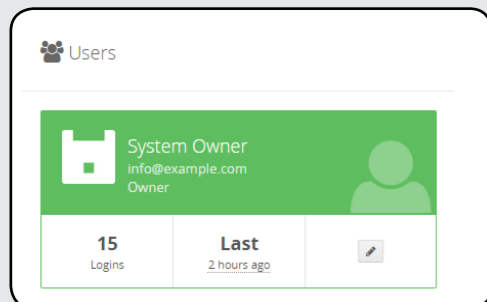 Users
System Owner
info@example.com
Owner
15
Logins
Last
2 hours ago